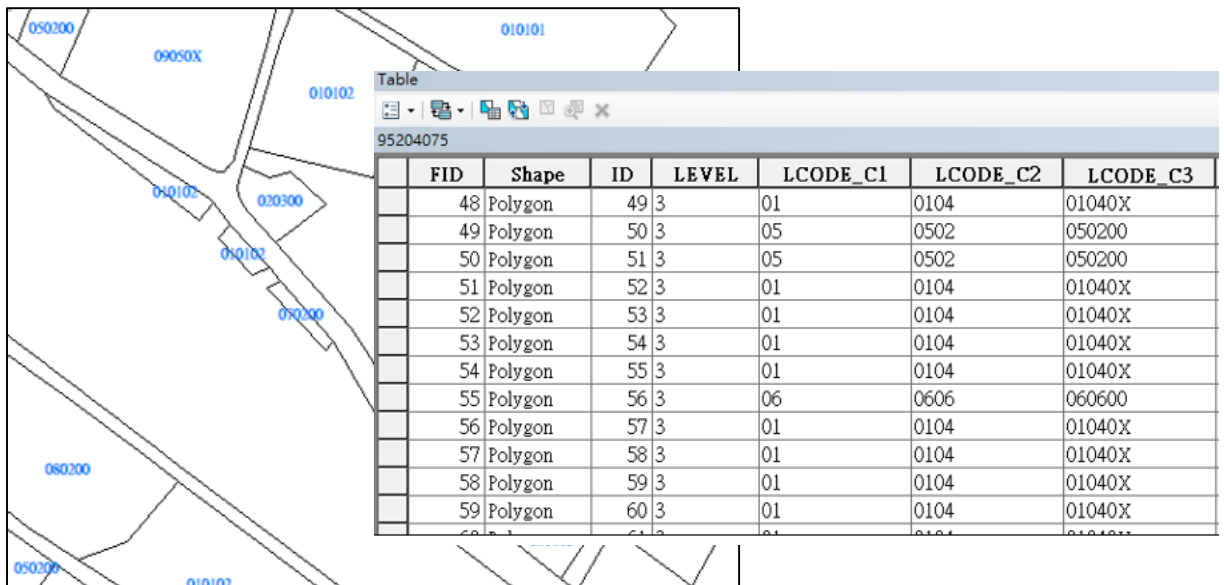 050200
010101
09050X
010102
010102
020300
010102
070200
080200
050200
010102
Table
95204075
FID Shape ID LEVEL LCODE_C1 LCODE_C2 LCODE_C3
48 Polygon 49 3 01 0104 01040X
49 Polygon 50 3 05 0502 050200
50 Polygon 51 3 05 0502 050200
51 Polygon 52 3 01 0104 01040X
52 Polygon 53 3 01 0104 01040X
53 Polygon 54 3 01 0104 01040X
54 Polygon 55 3 01 0104 01040X
55 Polygon 56 3 06 0606 060600
56 Polygon 57 3 01 0104 01040X
57 Polygon 58 3 01 0104 01040X
58 Polygon 59 3 01 0104 01040X
59 Polygon 60 3 01 0104 01040X